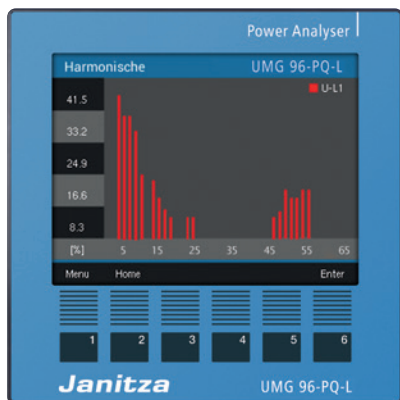 Power Analyser
Harmonische UMG 96-PQ-L
U-L1
41.5
33.2
24.9
16.6
8.3
[%] 5 15 25 35 45 55 65
Menu Home Enter
1 2 3 4 5 6
Janitza UMG 96-PQ-L